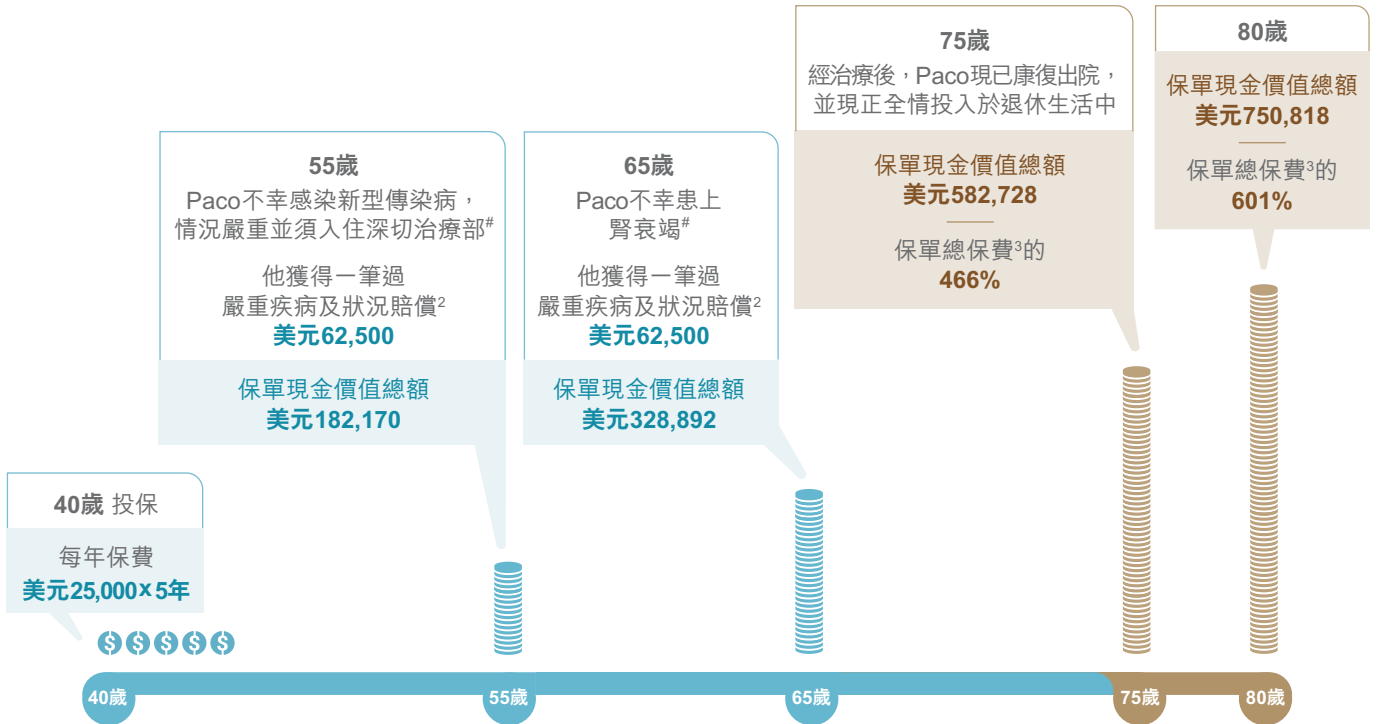 40歲 投保
每年保費
美元25,000 x 5年
$ $ $ $ $
55歲
Paco不幸感染新型傳染病，
情況嚴重並須入住深切治療部#
他獲得一筆過
嚴重疾病及狀況賠償2
美元62,500
保單現金價值總額
美元182,170
65歲
Paco不幸患上
腎衰竭#
他獲得一筆過
嚴重疾病及狀況賠償2
美元62,500
保單現金價值總額
美元328,892
75歲
經治療後，Paco現已康復出院，
並現正全情投入於退休生活中
保單現金價值總額
美元582,728
保單總保費3的
466%
80歲
保單現金價值總額
美元750,818
保單總保費3的
601%
40歲
55歲
65歲
75歲
80歲